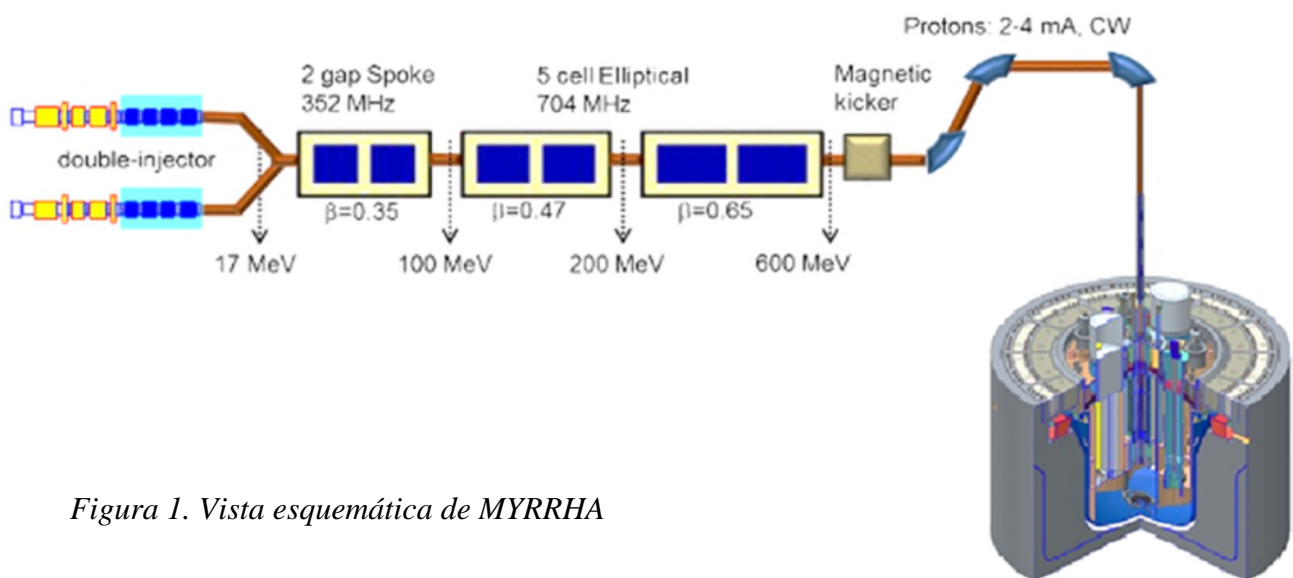 Protons: 2-4 mA, CW
2 gap Spoke
352 MHz
5 cell Elliptical
704 MHz
Magnetic
kicker
double-injector
β=0.35
β=0.47
β=0.65
17 MeV
100 MeV
200 MeV
600 MeV
Figura 1. Vista esquemática de MYRRHA